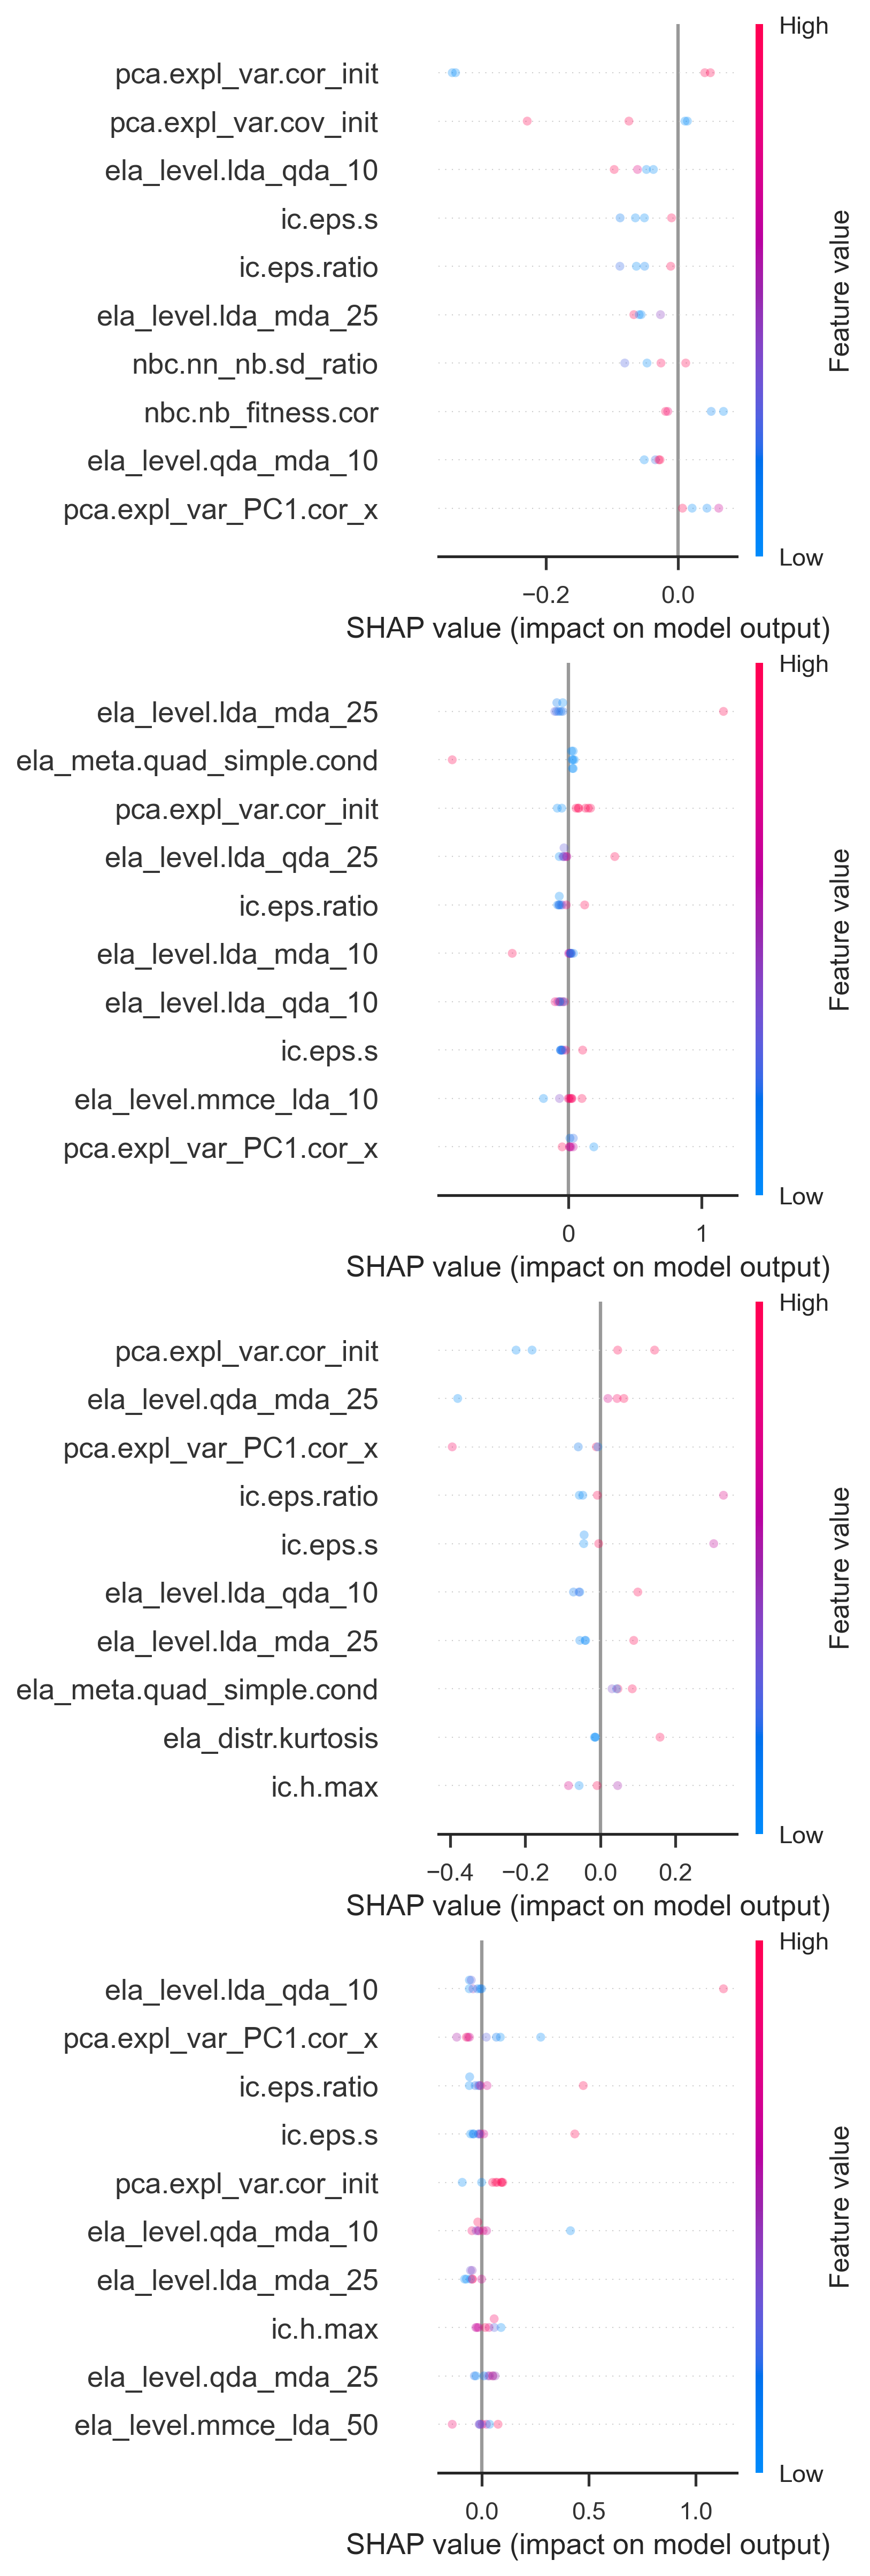 High
pca.expl_var.cor_init
pca.expl_var.cov_init
ela_level.lda_qda_10
ic.eps.s
ic.eps.ratio
ela_level.lda_mda_25
nbc.nn_nb.sd_ratio
nbc.nb_fitness.cor
ela_level.qda_mda_10
pca.expl_var_PC1.cor_x
Feature value
Low
−0.2 0.0
SHAP value (impact on model output)
High
ela_level.lda_mda_25
ela_meta.quad_simple.cond
pca.expl_var.cor_init
ela_level.lda_qda_25
ic.eps.ratio
ela_level.lda_mda_10
ela_level.lda_qda_10
ic.eps.s
ela_level.mmce_lda_10
pca.expl_var_PC1.cor_x
Feature value
Low
0 1
SHAP value (impact on model output)
High
pca.expl_var.cor_init
ela_level.qda_mda_25
pca.expl_var_PC1.cor_x
ic.eps.ratio
ic.eps.s
ela_level.lda_qda_10
ela_level.lda_mda_25
ela_meta.quad_simple.cond
ela_distr.kurtosis
ic.h.max
Feature value
Low
−0.4 −0.2 0.0 0.2
SHAP value (impact on model output)
High
ela_level.lda_qda_10
pca.expl_var_PC1.cor_x
ic.eps.ratio
ic.eps.s
pca.expl_var.cor_init
ela_level.qda_mda_10
ela_level.lda_mda_25
ic.h.max
ela_level.qda_mda_25
ela_level.mmce_lda_50
Feature value
Low
0.0 0.5 1.0
SHAP value (impact on model output)